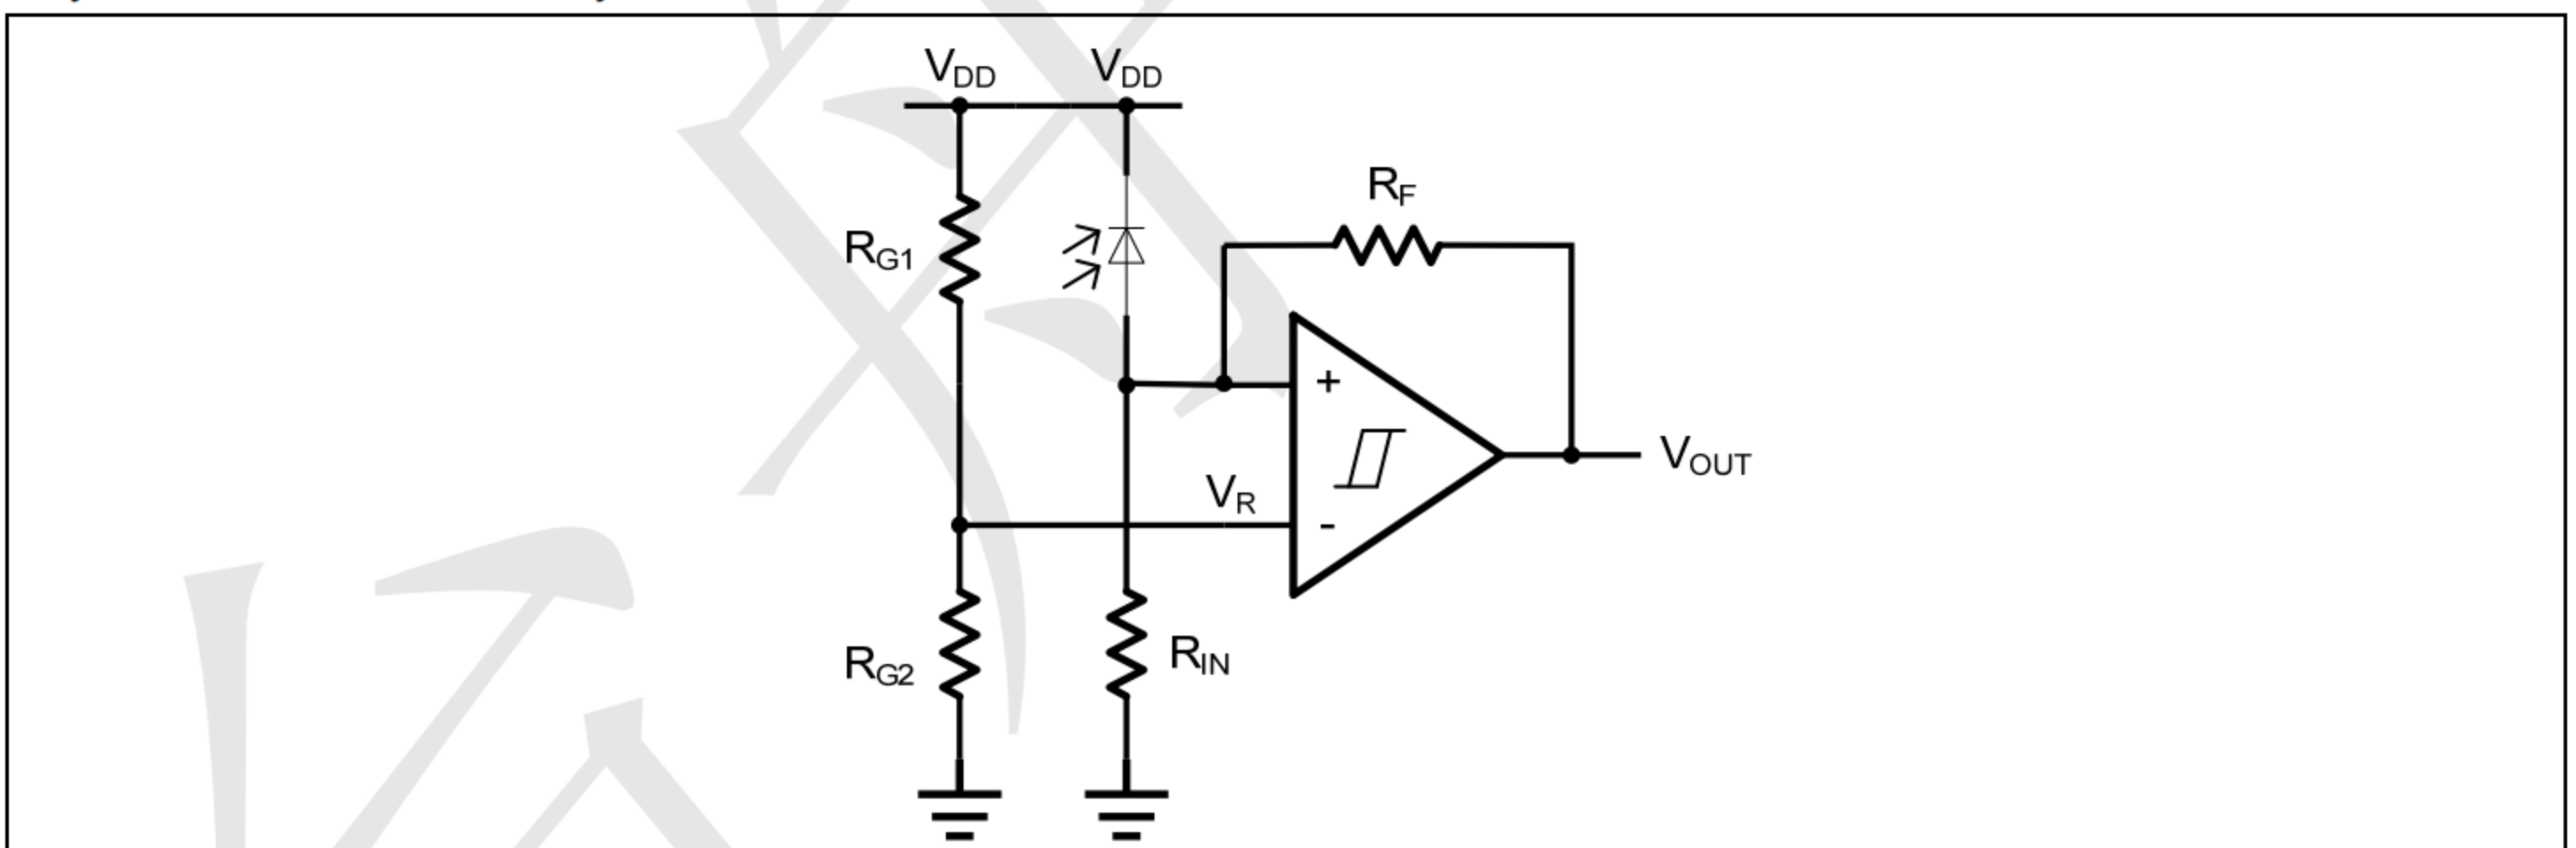 VDD VDD
RF
RG1
+
VR
-
VOUT
RG2
RIN